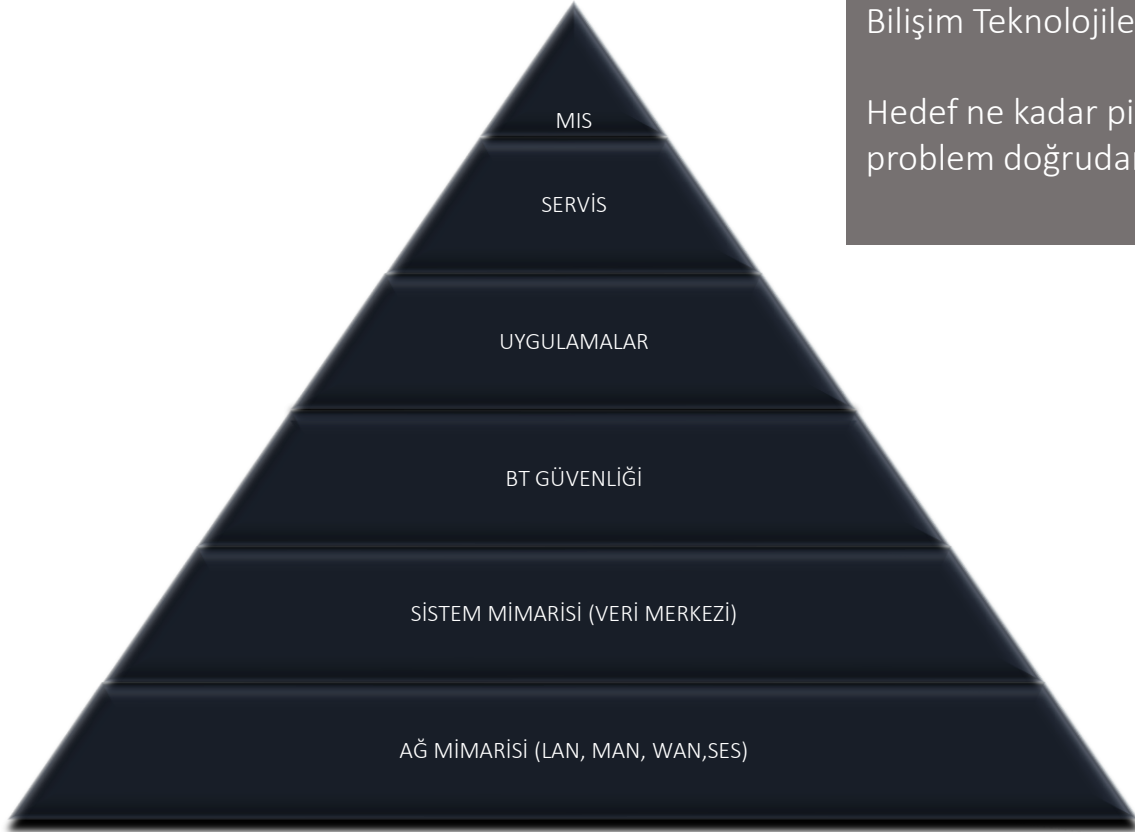 Bilişim Teknolojile
Hedef ne kadar pi
problem doğrudan
MIS
SERVİS
UYGULAMALAR
BT GÜVENLİĞİ
SİSTEM MİMARİSİ (VERİ MERKEZİ)
AĞ MİMARİSİ (LAN, MAN, WAN,SES)